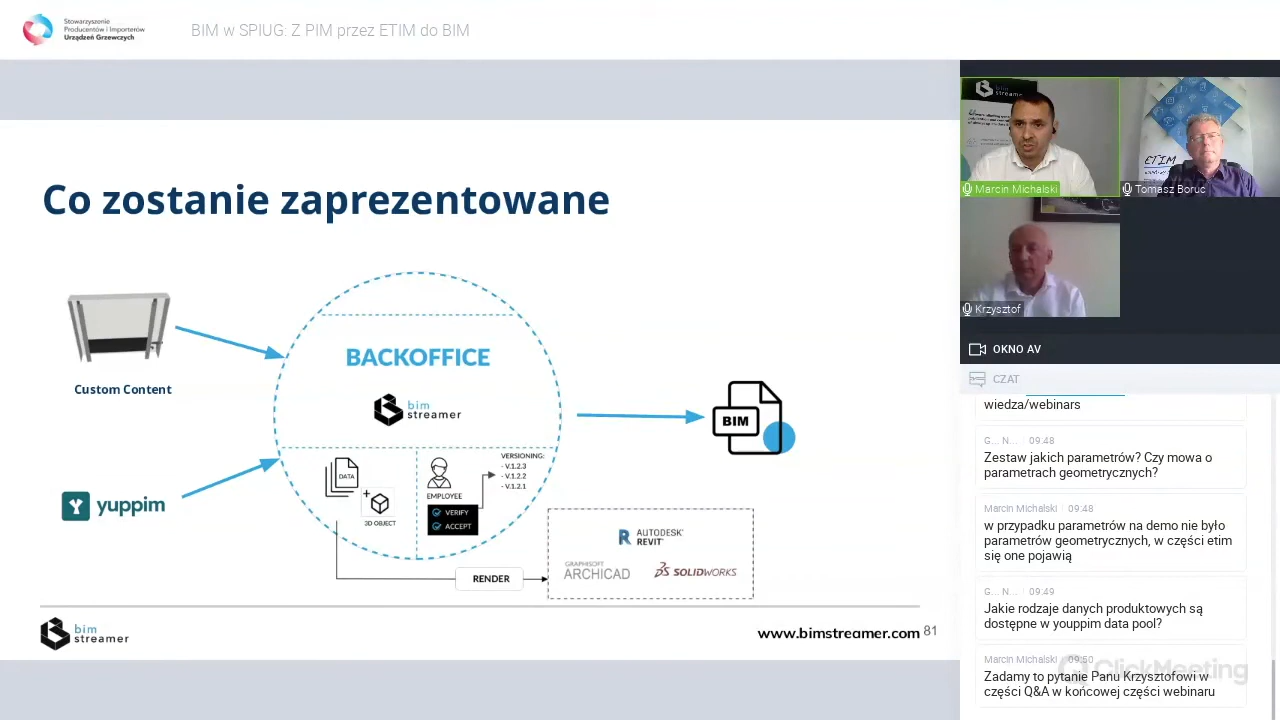 Stowarzyszenie
Producentów i Importerów
Urządzeń Grzewczych
BIM w SPIUG: Z PIM przez ETIM do BIM
Co zostanie zaprezentowane
Custom Content
yuppim
BACKOFFICE
bim
streamer
DATA
+
3D OBJECT
EMPLOYEE
VERIFY
ACCEPT
VERSIONING:
- V.1.2.3
- V.1.2.2
- V.1.2.1
RENDER
AUTODESK®
REVIT®
GRAPHISOFT
ARCHICAD
SOLIDWORKS
BIM
bim
streamer
www.bimstreamer.com
81
bim
streamer
Marcin Michalski
ETIM
Tomasz Boruc
Krzysztof
OKNO AV
CZAT
wiedza/webinars
G... N... 09:48
Zestaw jakich parametrów? Czy mowa o
parametrach geometrycznych?
Marcin Michalski 09:48
w przypadku parametrów na demo nie było
parametrów geometrycznych, w części etim
się one pojawią
G... N... 09:49
Jakie rodzaje danych produktowych są
dostępne w youppim data pool?
Marcin Michalski 09:50
ClickMeeting
Zadamy to pytanie Panu Krzysztofowi w
części Q&A w końcowej części webinaru